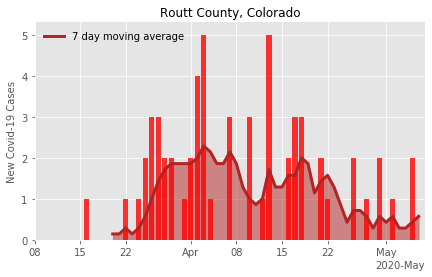 Routt County, Colorado
7 day moving average
New Covid-19 Cases
5
4
3
2
1
0
08 15 22 Apr 08 15 22 May
2020-May